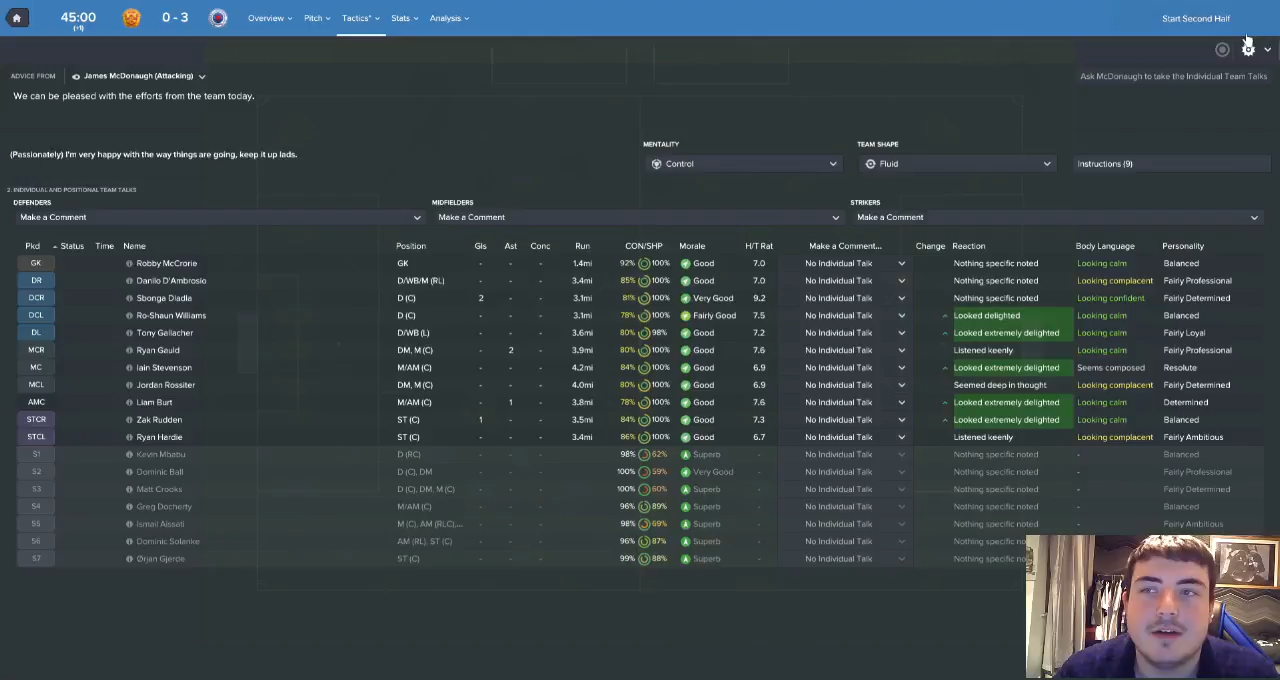 45:00 0 - 3 Overview Pitch Tactics* Stats Analysis Start Second Half
(+1)
ADVICE FROM James McDonaugh (Attacking) Ask McDonaugh to take the Individual Team Talks
We can be pleased with the efforts from the team today.
MENTALITY TEAM SHAPE
(Passionately) I'm very happy with the way things are going, keep it up lads.
Control Fluid Instructions (9)
2. INDIVIDUAL AND POSITIONAL TEAM TALKS
DEFENDERS MIDFIELDERS STRIKERS
Make a Comment Make a Comment Make a Comment
Pkd Status Time Name Position Gls Ast Conc Run CON/SHP Morale H/T Rat Make a Comment... Change Reaction Body Language Personality
GK Robby McCrorie GK - - - 1.4mi 92% 100% Good 7.0 No Individual Talk Nothing specific noted Looking calm Balanced
DR Danilo D'Ambrosio D/WB/M (RL) - - - 3.4mi 85% 100% Good 7.0 No Individual Talk Nothing specific noted Looking complacent Fairly Professional
DCR Sbonga Dladla D (C) 2 - - 3.1mi 81% 100% Very Good 9.2 No Individual Talk Nothing specific noted Looking confident Fairly Determined
DCL Ro-Shaun Williams D (C) - - - 3.1mi 78% 100% Fairly Good 7.5 No Individual Talk Looked delighted Looking calm Balanced
DL Tony Gallacher D/WB (L) - - - 3.6mi 80% 98% Good 7.2 No Individual Talk Looked extremely delighted Looking calm Fairly Loyal
MCR Ryan Gauld DM, M (C) - 2 - 3.9mi 80% 100% Good 7.6 No Individual Talk Listened keenly Looking calm Fairly Professional
MC Iain Stevenson M/AM (C) - - - 4.2mi 84% 100% Good 6.9 No Individual Talk Looked extremely delighted Seems composed Resolute
MCL Jordan Rossiter DM, M (C) - - - 4.0mi 80% 100% Good 6.9 No Individual Talk Seemed deep in thought Looking complacent Fairly Determined
AMC Liam Burt M/AM (C) - 1 - 3.8mi 78% 100% Good 7.6 No Individual Talk Looked extremely delighted Looking calm Determined
STCR Zak Rudden ST (C) 1 - - 3.5mi 84% 100% Good 7.3 No Individual Talk Looked extremely delighted Looking calm Balanced
STCL Ryan Hardie ST (C) - - - 3.4mi 86% 100% Good 6.7 No Individual Talk Listened keenly Looking complacent Fairly Ambitious
S1 Kevin Mbabu D (RC) 98% 62% Superb - No Individual Talk Nothing specific noted - Balanced
S2 Dominic Ball D (C), DM 100% 59% Very Good - No Individual Talk Nothing specific noted - Fairly Professional
S3 Matt Crooks D (C), DM, M (C) 100% 60% Superb - No Individual Talk Nothing specific noted - Fairly Determined
S4 Greg Docherty M/AM (C) 96% 89% Superb - No Individual Talk Nothing specific noted - Balanced
S5 Ismail Aissati M (C), AM (RLC),... 98% 69% Superb - No Individual Talk Nothing specific noted - Fairly Ambitious
S6 Dominic Solanke AM (RL), ST (C) 96% 87% Superb - No Individual Talk Nothing specific
S7 Ørjan Gjerde ST (C) 99% 88% Superb - No Individual Talk Nothing specific